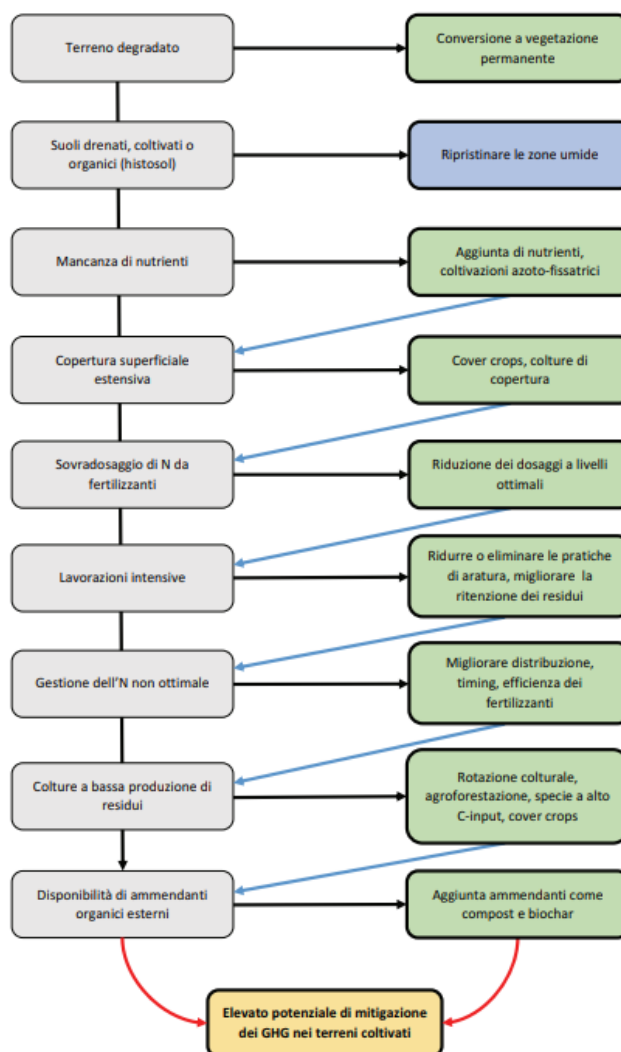 Terreno degradato
Conversione a vegetazione
permanente
Suoli drenati, coltivati o
organici (histosol)
Ripristinare le zone umide
Mancanza di nutrienti
Aggiunta di nutrienti,
coltivazioni azoto-fissatrici
Copertura superficiale
estensiva
Cover crops, colture di
copertura
Sovradosaggio di N da
fertilizzanti
Riduzione dei dosaggi a livelli
ottimali
Lavorazioni intensive
Ridurre o eliminare le pratiche
di aratura, migliorare la
ritenzione dei residui
Gestione dell'N non ottimale
Migliorare distribuzione,
timing, efficienza dei
fertilizzanti
Colture a bassa produzione di
residui
Rotazione colturale,
agroforestazione, specie a alto
C-input, cover crops
Disponibilità di ammendanti
organici esterni
Aggiunta ammendanti come
compost e biochar
Elevato potenziale di mitigazione
dei GHG nei terreni coltivati